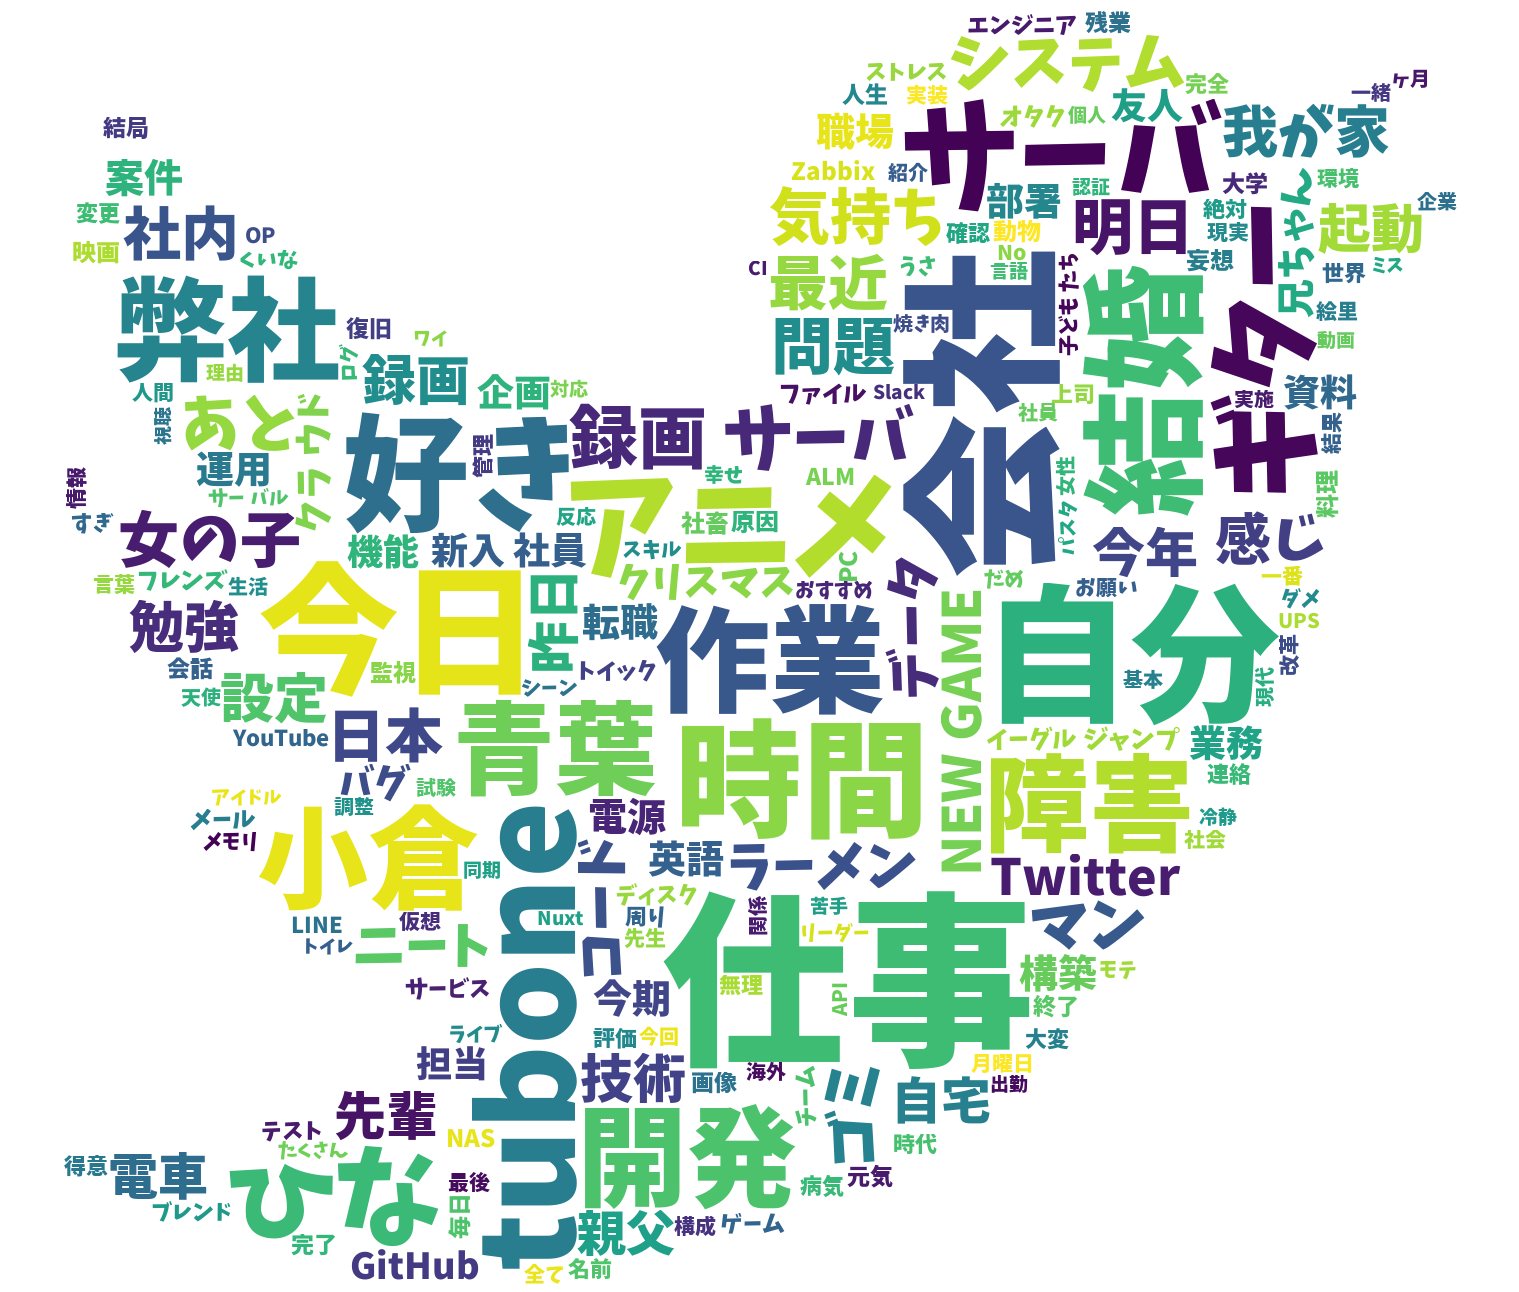 エンジニア
残業
システム
ストレス
完全
ヶ月
一緒
人生
実装
オタク
個人
友人
サーバ
我が家
結局
職場
案件
Zabbix
紹介
部署
認証
大学
ちゃん
環境
変更
社内
OP
気持ち
確認
動物
明日
絶対
現実
起動
企業
映画
くいな
CI
最近
うさ
No
言語
子どもたち
妄想
兄ちゃん
世界
ミス
弊社
復旧
ワイ
問題
焼き肉
会社
結婚
ギター
絵里
動画
ログ
理由
録画
企画
対応
ファイル
Slack
上司
社員
実施
資料
人間
視聴
あと
クラウド
好き
管理
録画
サーバ
結果
運用
情報
サーバル
幸せ
ALM
女性
パスタ
料理
すぎ
女の子
機能
新入社員
反応
アニメ
社畜
原因
スキル
PC
今年
感じ
言葉
フレンズ
生活
クリスマス
おすすめ
データ
だめ
お願い
一番
ダメ
勉強
今日
昨日
転職
作業
NEW GAME
自分
UPS
改革
会話
監視
トイック
シーン
基本
現代
天使
設定
YouTube
日本
青葉
時間
イーグルジャンプ
業務
バグ
試験
調整
連絡
アイドル
メール
メモリ
小倉
同期
tubone
電源
コード
英語
ラーメン
障害
冷静
社会
Twitter
LINE
仮想
トイレ
ニート
Nuxt
ディスク
周り
先生
関係
苦手
リーダー
仕事
マン
サービス
今期
無理
API
構築
モテ
終了
ライブ
評価
今回
大変
担当
技術
画像
海外
チーム
ゴミ
月曜日
自宅
出勤
先輩
テスト
たくさん
NAS
開発
時代
得意
電車
ブレンド
ひな
最後
毎日
病気
元気
完了
GitHub
親父
構成
ゲーム
全て
名前